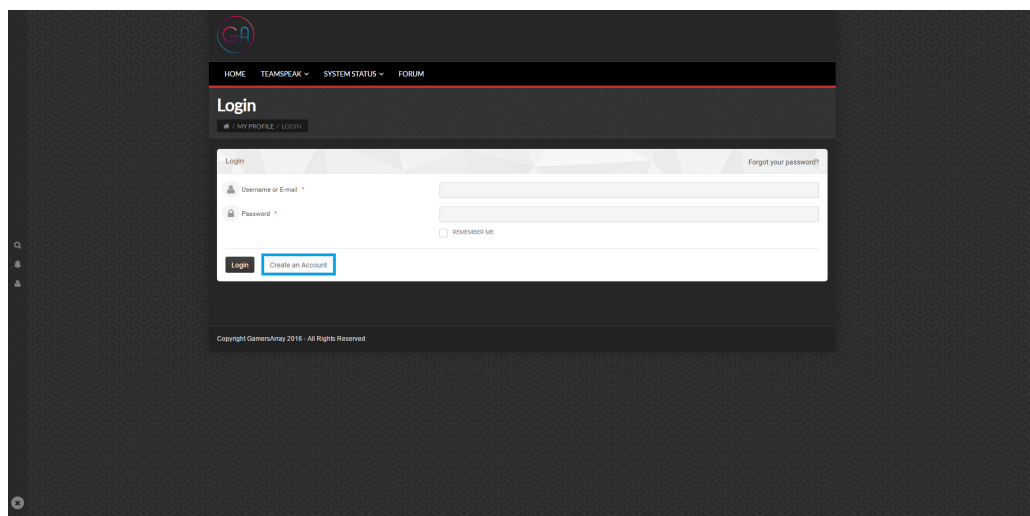 GA
HOME TEAMSPEAK SYSTEM STATUS FORUM
Login
/ MY PROFILE / LOGIN
Login Forgot your password?
Username or E-mail *
Password *
REMEMBER ME
Login Create an Account
Copyright GamersArray 2016 - All Rights Reserved